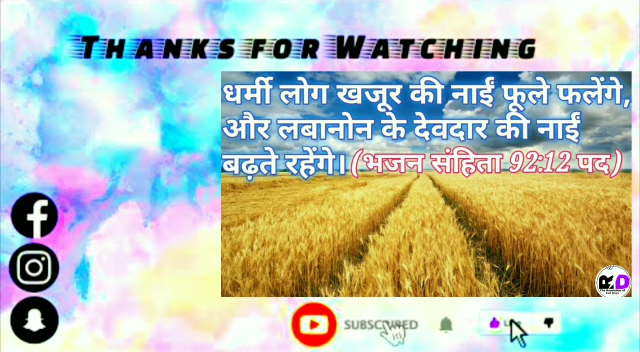 THANKS FOR WATCHING
धर्मी लोग खजूर की नाईं फूले फलेंगे,
और लबानोन के देवदार की नाईं
बढ़ते रहेंगे। (भजन संहिता 92:12 पद)
SUBSCRIBED